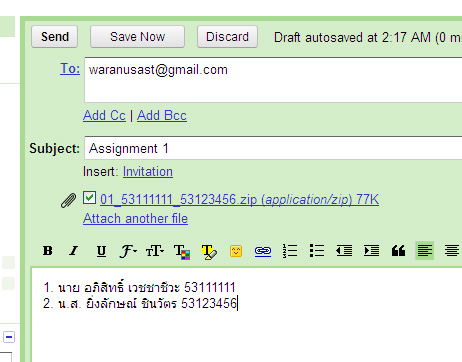 Send Save Now Discard Draft autosaved at 2:17 AM (0 m
To: waranusast@gmail.com
Add Cc | Add Bcc
Subject: Assignment 1
Insert: Invitation
01_53111111_53123456.zip (application/zip) 77K
Attach another file
B I U
1. นาย อภิสิทธิ์ เวชชาชิวะ 53111111
2. น.ส. ยิ่งลักษณ์ ชินวัตร 53123456